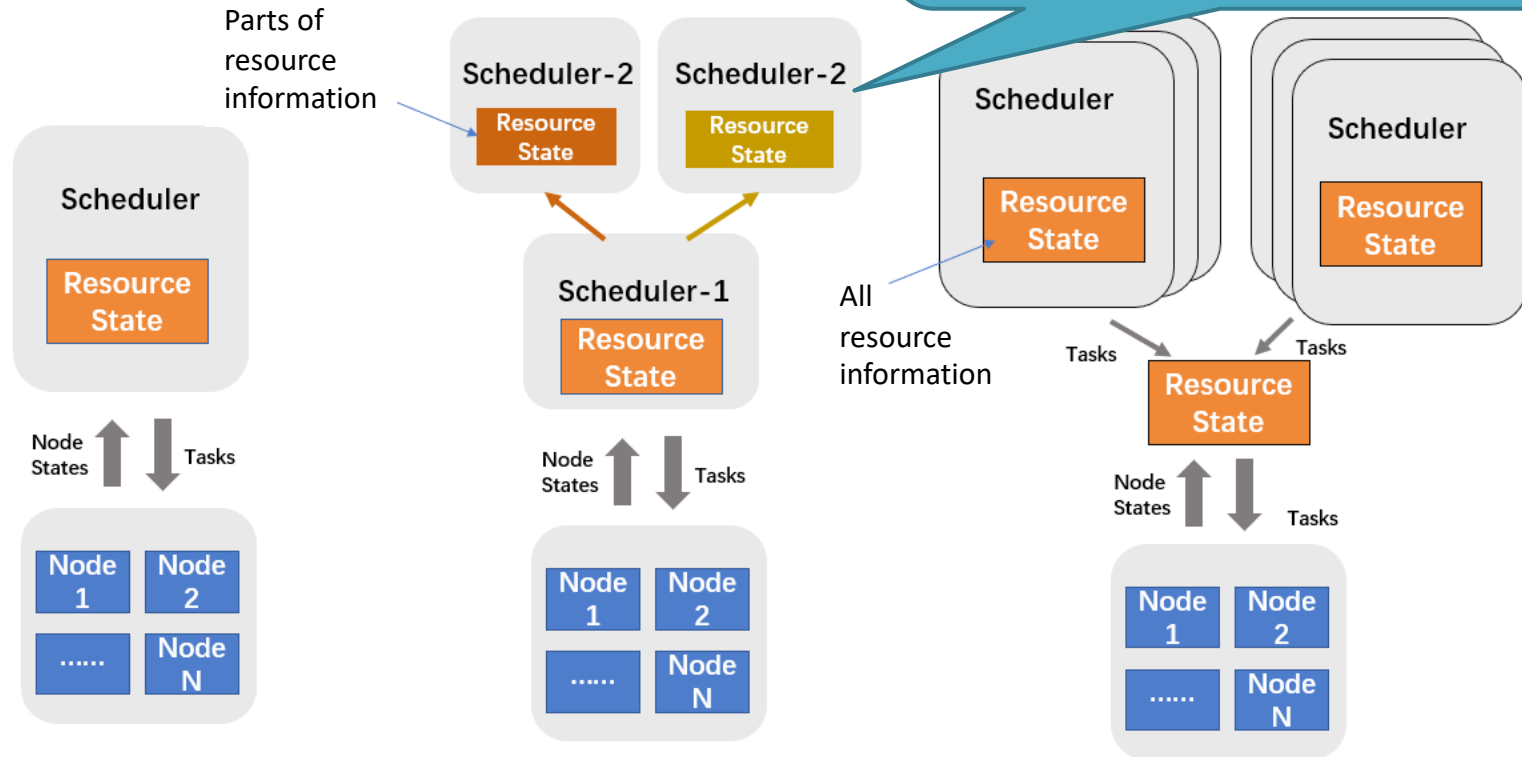 Scheduler
Resource
State
Node
States
Tasks
Node
1
Node
2
......
Node
N
Parts of
resource
information
Scheduler-2
Resource
State
Scheduler-2
Resource
State
Scheduler-1
Resource
State
Node
States
Tasks
Node
1
Node
2
......
Node
N
All
resource
information
Scheduler
Resource
State
Scheduler
Resource
State
Tasks
Tasks
Resource
State
Node
States
Tasks
Node
1
Node
2
......
Node
N